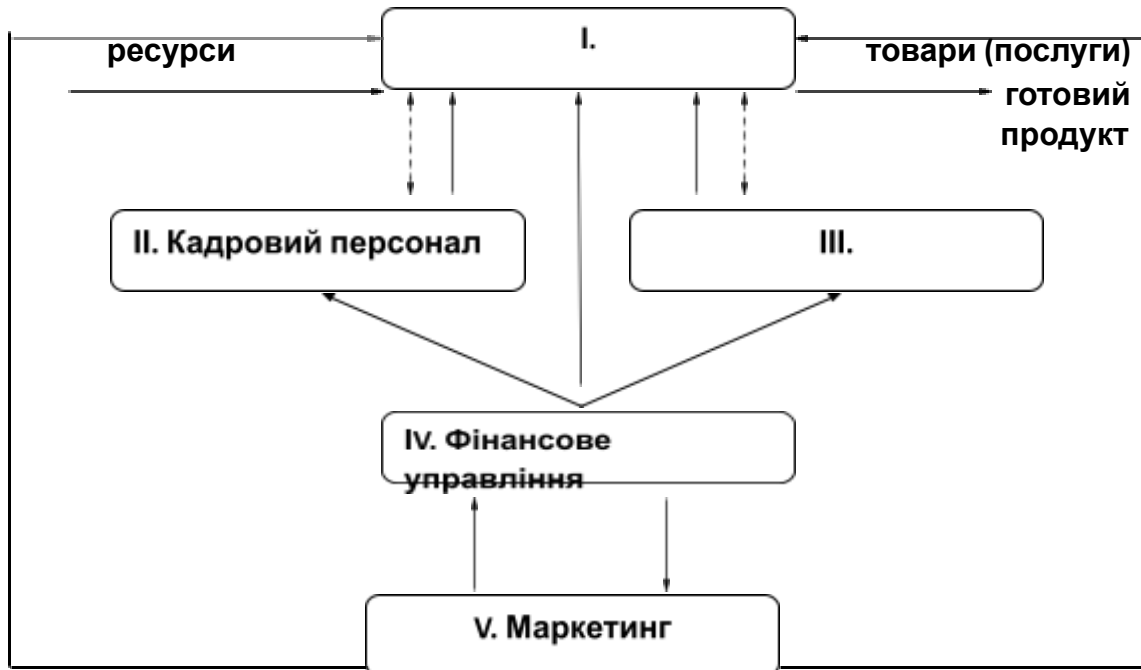 I.
ресурси
товари (послуги)
готовий
продукт
II. Кадровий персонал
III.
IV. Фінансове
управління
V. Маркетинг